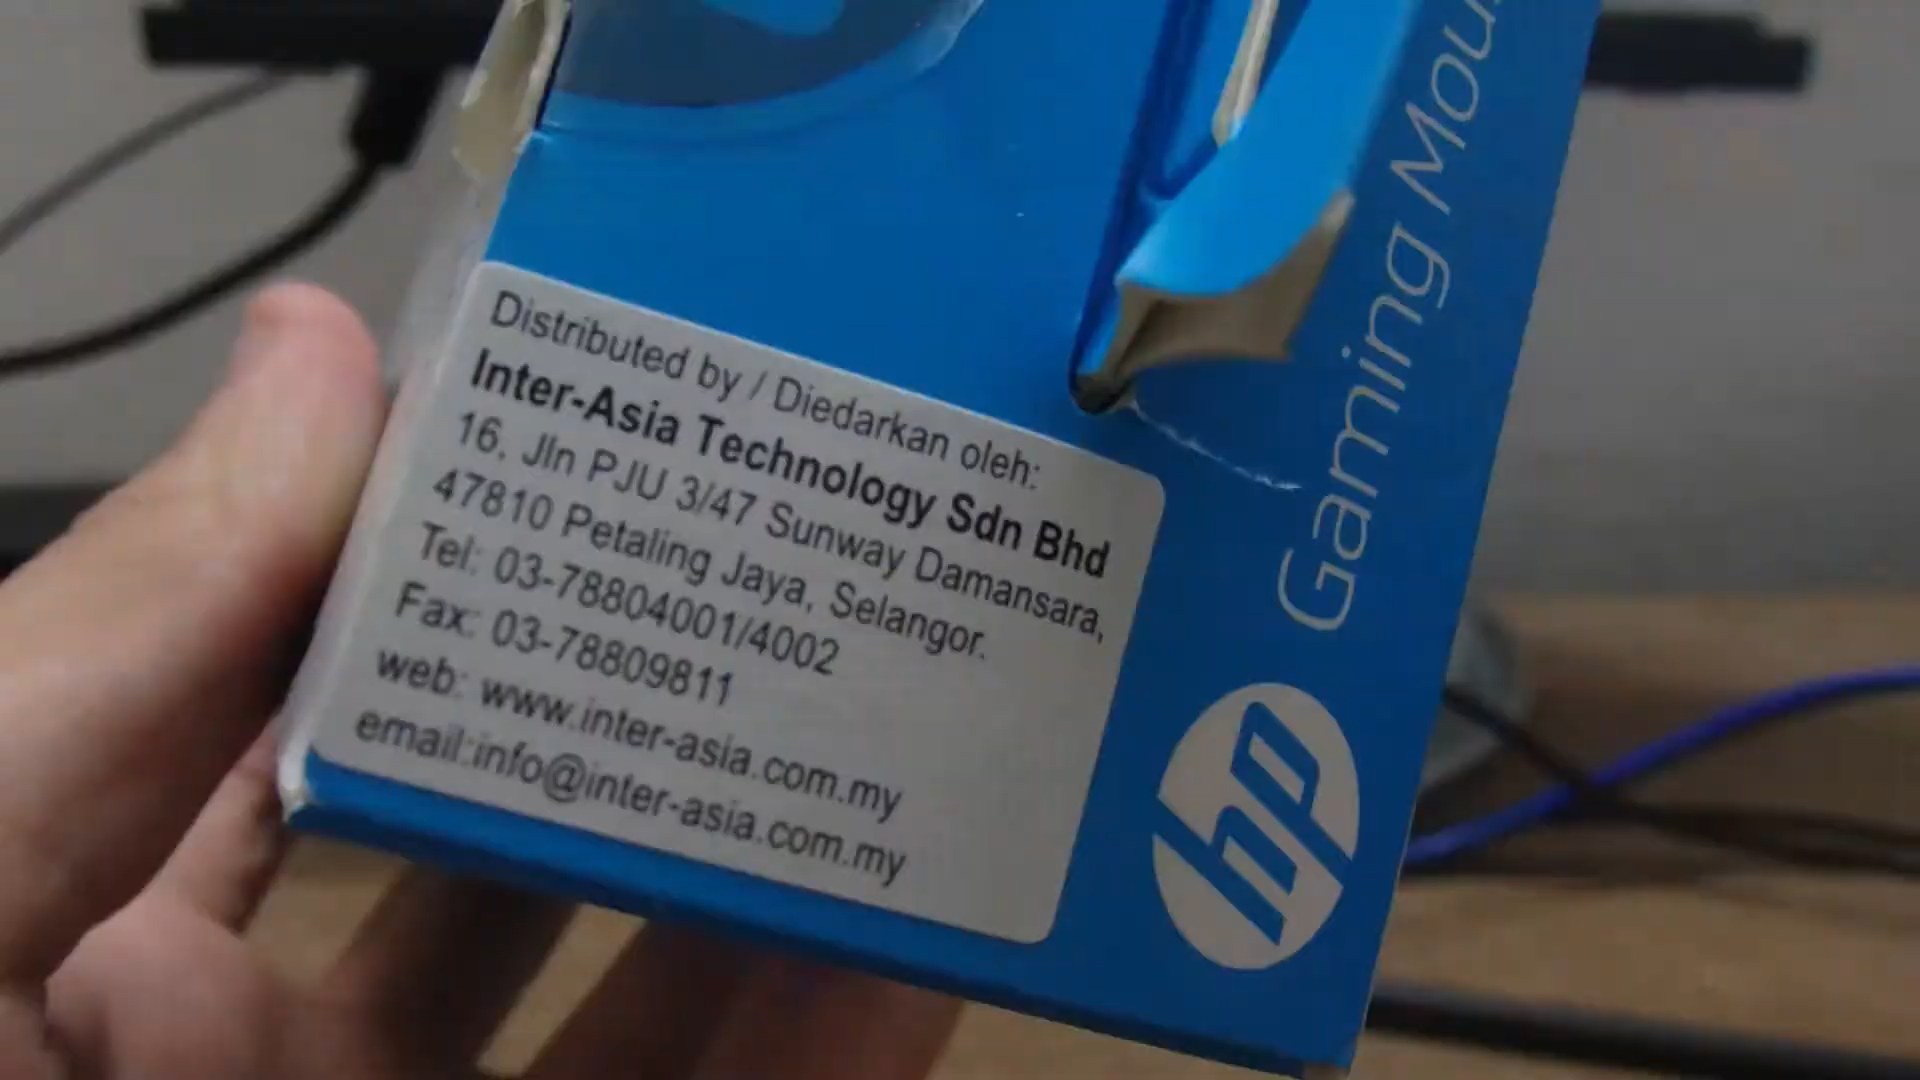 Distributed by / Diedarkan oleh:
Inter-Asia Technology Sdn Bhd
16, Jln PJU 3/47 Sunway Damansara,
47810 Petaling Jaya, Selangor.
Tel: 03-78804001/4002
Fax: 03-78809811
web: www.inter-asia.com.my
email:info@inter-asia.com.my
hp
Gaming Mou